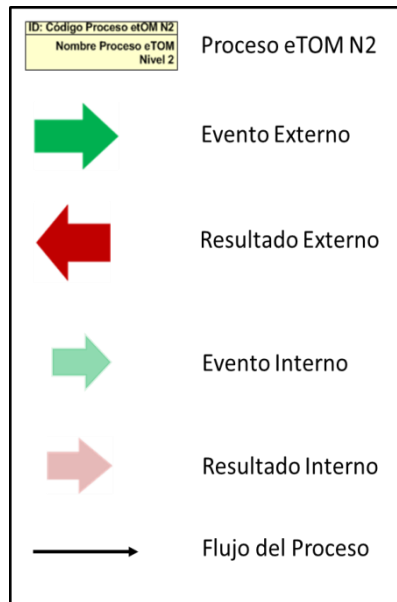 ID: Código Proceso etOM N2
Nombre Proceso eTOM
Nivel 2
Proceso eTOM N2
Evento Externo
Resultado Externo
Evento Interno
Resultado Interno
Flujo del Proceso